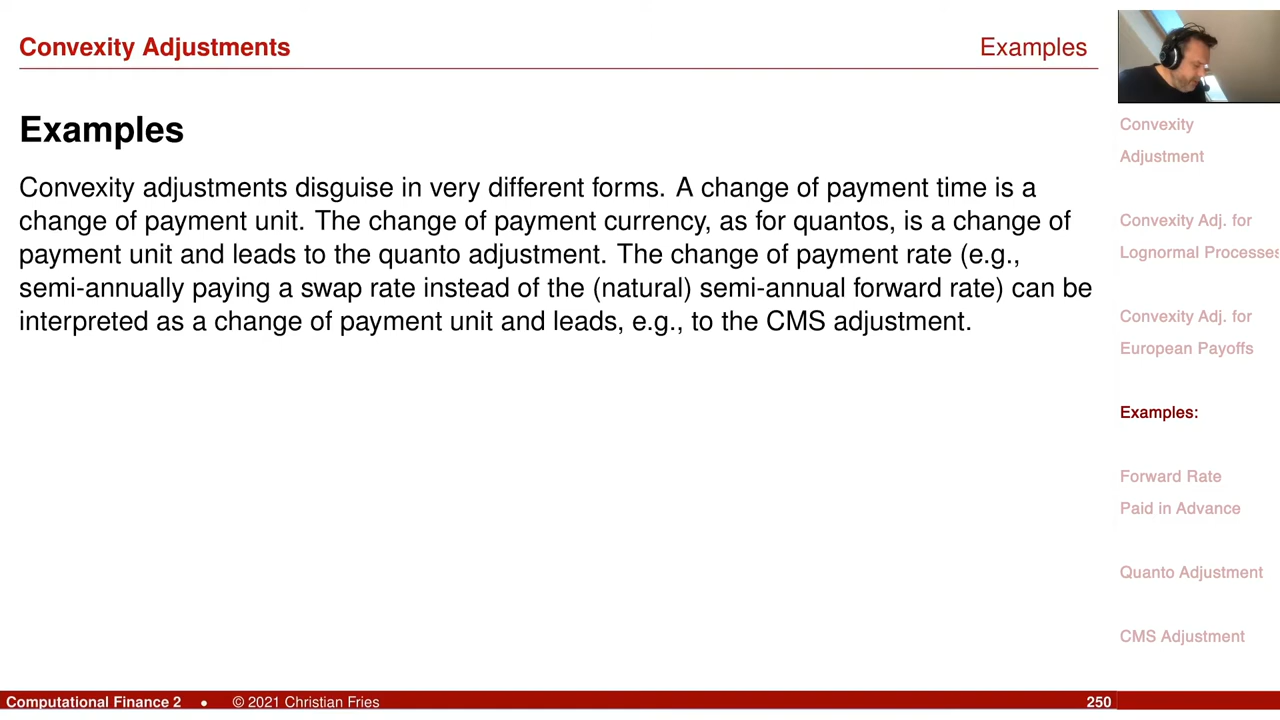 Convexity Adjustments
Examples
Examples
Convexity adjustments disguise in very different forms. A change of payment time is a
change of payment unit. The change of payment currency, as for quantos, is a change of
payment unit and leads to the quanto adjustment. The change of payment rate (e.g.,
semi-annually paying a swap rate instead of the (natural) semi-annual forward rate) can be
interpreted as a change of payment unit and leads, e.g., to the CMS adjustment.
Convexity
Adjustment
Convexity Adj. for
Lognormal Processes
Convexity Adj. for
European Payoffs
Examples:
Forward Rate
Paid in Advance
Quanto Adjustment
CMS Adjustment
Computational Finance 2 • © 2021 Christian Fries
250